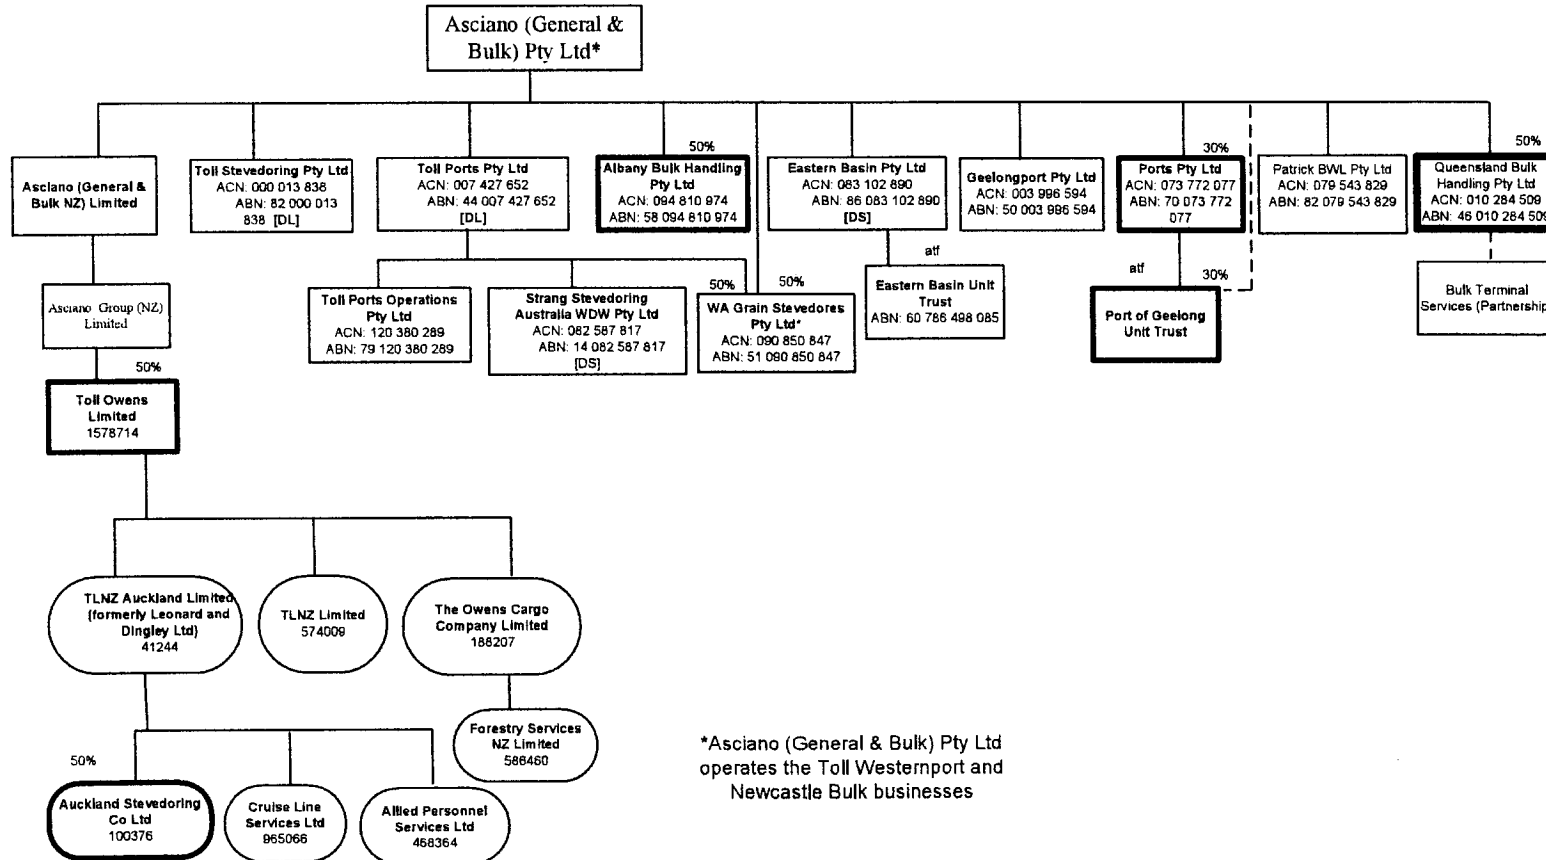 Asciano (General &
Bulk) Pty Ltd*
Asciano (General &
Bulk NZ) Limited
Toll Stevedoring Pty Ltd
ACN: 000 013 838
ABN: 82 000 013
838 [DL]
Toll Ports Pty Ltd
ACN: 007 427 652
ABN: 44 007 427 652
[DL]
50%
Albany Bulk Handling
Pty Ltd
ACN: 094 810 974
ABN: 58 094 810 974
Eastern Basin Pty Ltd
ACN: 083 102 890
ABN: 86 083 102 890
[DS]
Geelongport Pty Ltd
ACN: 003 996 594
ABN: 50 003 996 594
30%
Ports Pty Ltd
ACN: 073 772 077
ABN: 70 073 772
077
Patrick BWL Pty Ltd
ACN: 079 543 829
ABN: 82 079 543 829
50%
Queensland Bulk
Handling Pty Ltd
ACN: 010 284 509
ABN: 46 010 284 509
Asciano Group (NZ)
Limited
Toll Ports Operations
Pty Ltd
ACN: 120 380 289
ABN: 79 120 380 289
Strang Stevedoring
Australia WDW Pty Ltd
ACN: 082 587 817
ABN: 14 082 587 817
[DS]
50%
50%
WA Grain Stevedores
Pty Ltd*
ACN: 090 850 847
ABN: 51 090 850 847
atf
Eastern Basin Unit
Trust
ABN: 60 786 498 085
atf
30%
Port of Geelong
Unit Trust
Bulk Terminal
Services (Partnership
50%
Toll Owens
Limited
1578714
TLNZ Auckland Limited
(formerly Leonard and
Dingley Ltd)
41244
TLNZ Limited
574009
The Owens Cargo
Company Limited
188207
Forestry Services
NZ Limited
586460
50%
Auckland Stevedoring
Co Ltd
100376
Cruise Line
Services Ltd
965066
Allied Personnel
Services Ltd
468364
*Asciano (General & Bulk) Pty Ltd
operates the Toll Westernport and
Newcastle Bulk businesses